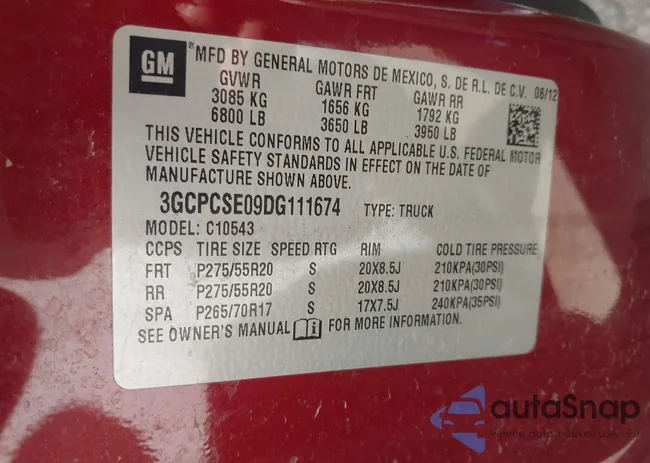 GM
® MFD BY GENERAL MOTORS DE MEXICO, S. DE R.L. DE C.V. 06/12
GVWR GAWR FRT GAWR RR
3085 KG 1656 KG 1792 KG
6800 LB 3650 LB 3950 LB
THIS VEHICLE CONFORMS TO ALL APPLICABLE U.S. FEDERAL MOTOR
VEHICLE SAFETY STANDARDS IN EFFECT ON THE DATE OF
MANUFACTURE SHOWN ABOVE.
3GCPCSE09DG111674 TYPE: TRUCK
MODEL: C10543
CCPS TIRE SIZE SPEED RTG RIM COLD TIRE PRESSURE
FRT P275/55R20 S 20X8.5J 210KPA(30PSI)
RR P275/55R20 S 20X8.5J 210KPA(30PSI)
SPA P265/70R17 S 17X7.5J 240KPA(35PSI)
SEE OWNER'S MANUAL i FOR MORE INFORMATION.
autoSnap